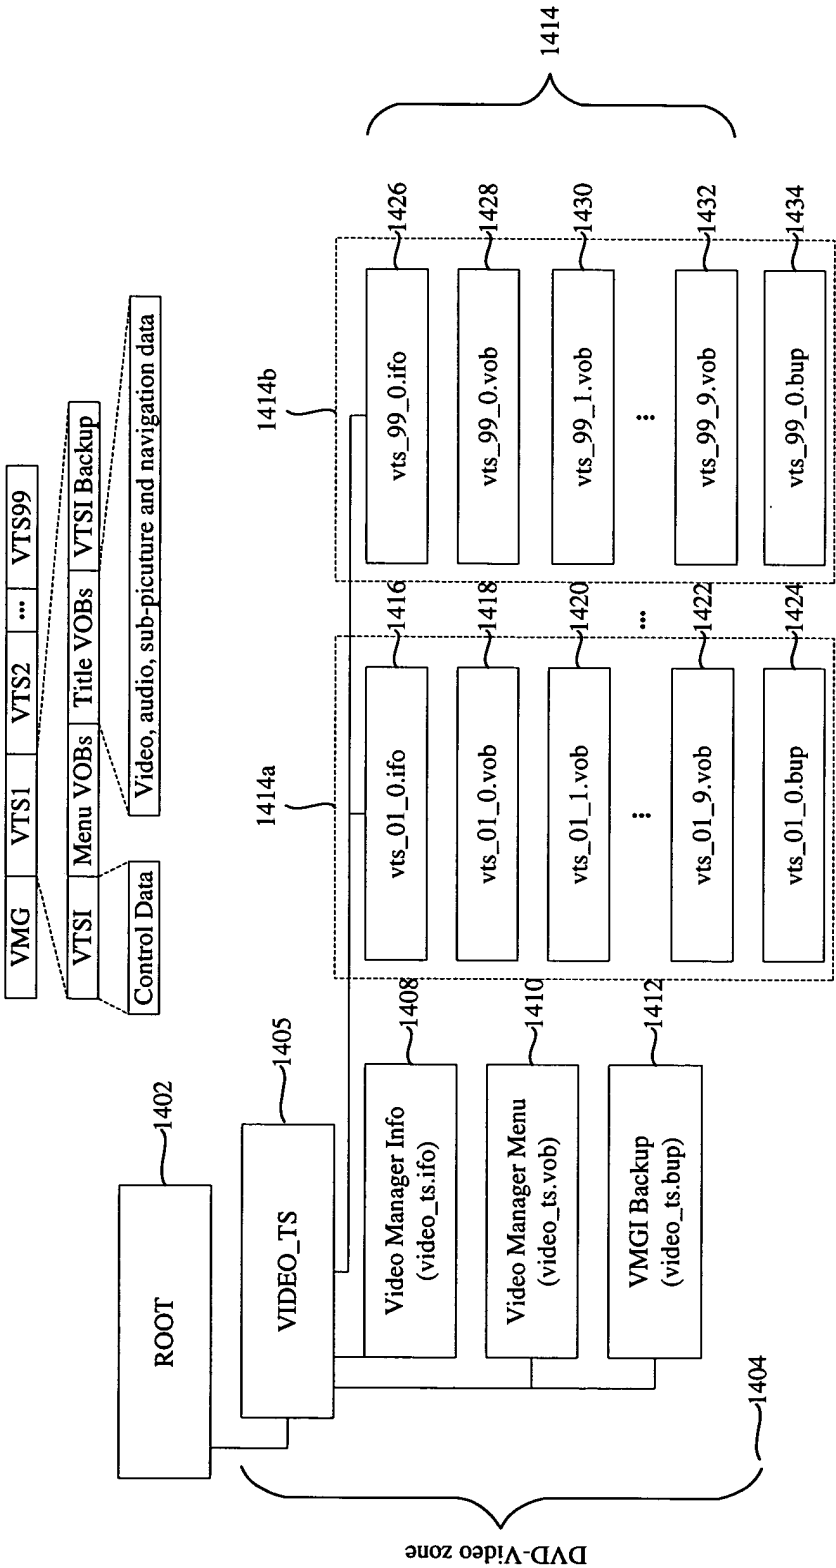 VMG VTS1 VTS2 ... VTS99
VTSI Menu VOBs Title VOBs VTSI Backup
Control Data Video, audio, sub-picuture and navigation data
ROOT
1402
VIDEO_TS
1405
Video Manager Info
(video_ts.ifo)
1408
Video Manager Menu
(video_ts.vob)
1410
VMGI Backup
(video_ts.bup)
1412
DVD-Video zone
1404
1414a
vts_01_0.ifo
1416
vts_01_0.vob
1418
vts_01_1.vob
1420
...
vts_01_9.vob
1422
vts_01_0.bup
1424
...
1414b
vts_99_0.ifo
1426
vts_99_0.vob
1428
vts_99_1.vob
1430
...
vts_99_9.vob
1432
vts_99_0.bup
1434
1414